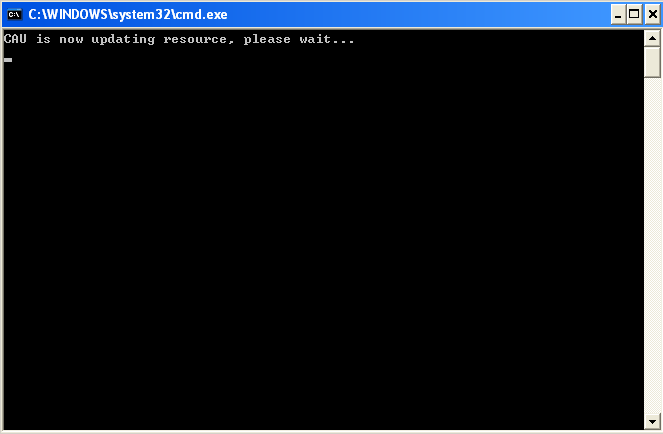 C:\WINDOWS\system32\cmd.exe
CAU is now updating resource, please wait...